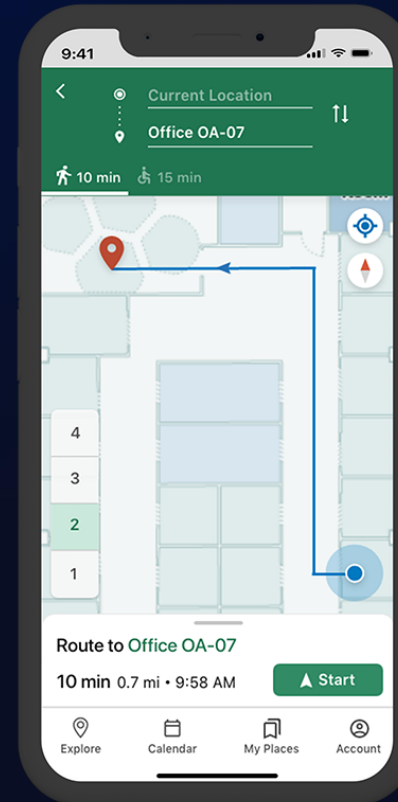 9:41
Current Location
Office OA-07
10 min 15 min
4
3
2
1
Route to Office OA-07
10 min 0.7 mi • 9:58 AM
Start
Explore Calendar My Places Account